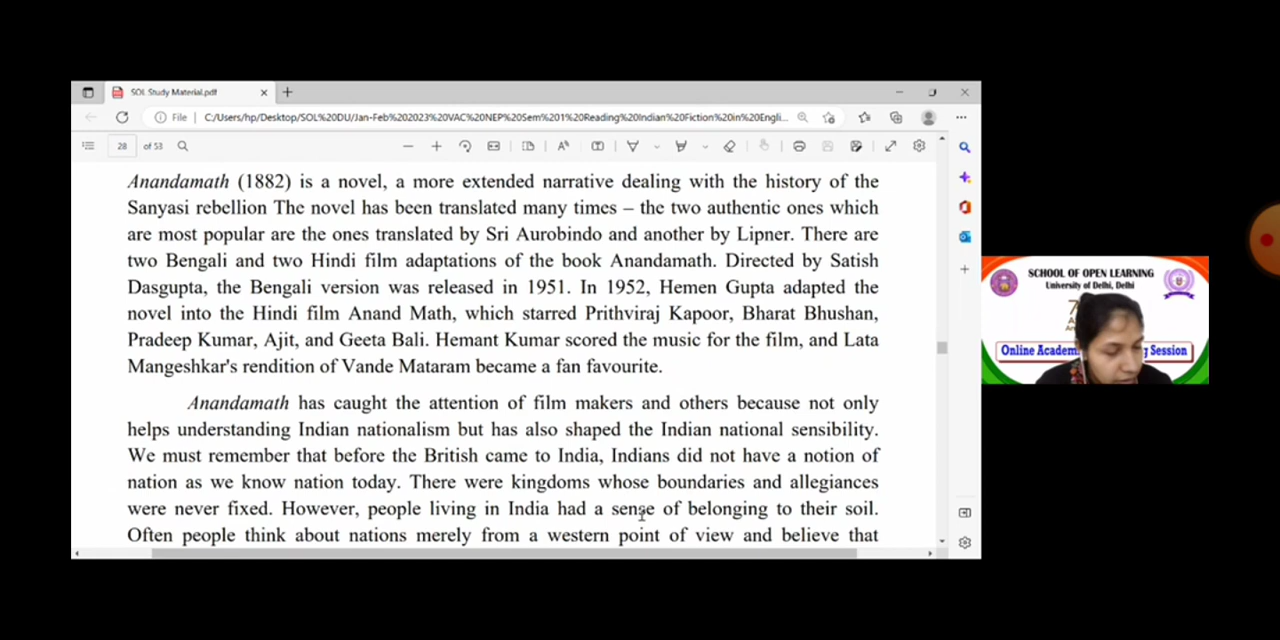 SOL Study Material.pdf
File
C:/Users/hp/Desktop/SOL%20DU/Jan-Feb%202023%20VAC%20NEP%20Sem%201%20Reading%20Indian%20Fiction%20in%20Engli...
28 of 53
Anandamath (1882) is a novel, a more extended narrative dealing with the history of the
Sanyasi rebellion The novel has been translated many times – the two authentic ones which
are most popular are the ones translated by Sri Aurobindo and another by Lipner. There are
two Bengali and two Hindi film adaptations of the book Anandamath. Directed by Satish
Dasgupta, the Bengali version was released in 1951. In 1952, Hemen Gupta adapted the
novel into the Hindi film Anand Math, which starred Prithviraj Kapoor, Bharat Bhushan,
Pradeep Kumar, Ajit, and Geeta Bali. Hemant Kumar scored the music for the film, and Lata
Mangeshkar's rendition of Vande Mataram became a fan favourite.
Anandamath has caught the attention of film makers and others because not only
helps understanding Indian nationalism but has also shaped the Indian national sensibility.
We must remember that before the British came to India, Indians did not have a notion of
nation as we know nation today. There were kingdoms whose boundaries and allegiances
were never fixed. However, people living in India had a sense of belonging to their soil.
Often people think about nations merely from a western point of view and believe that
SCHOOL OF OPEN LEARNING
University of Delhi, Delhi
Online Academ
Session